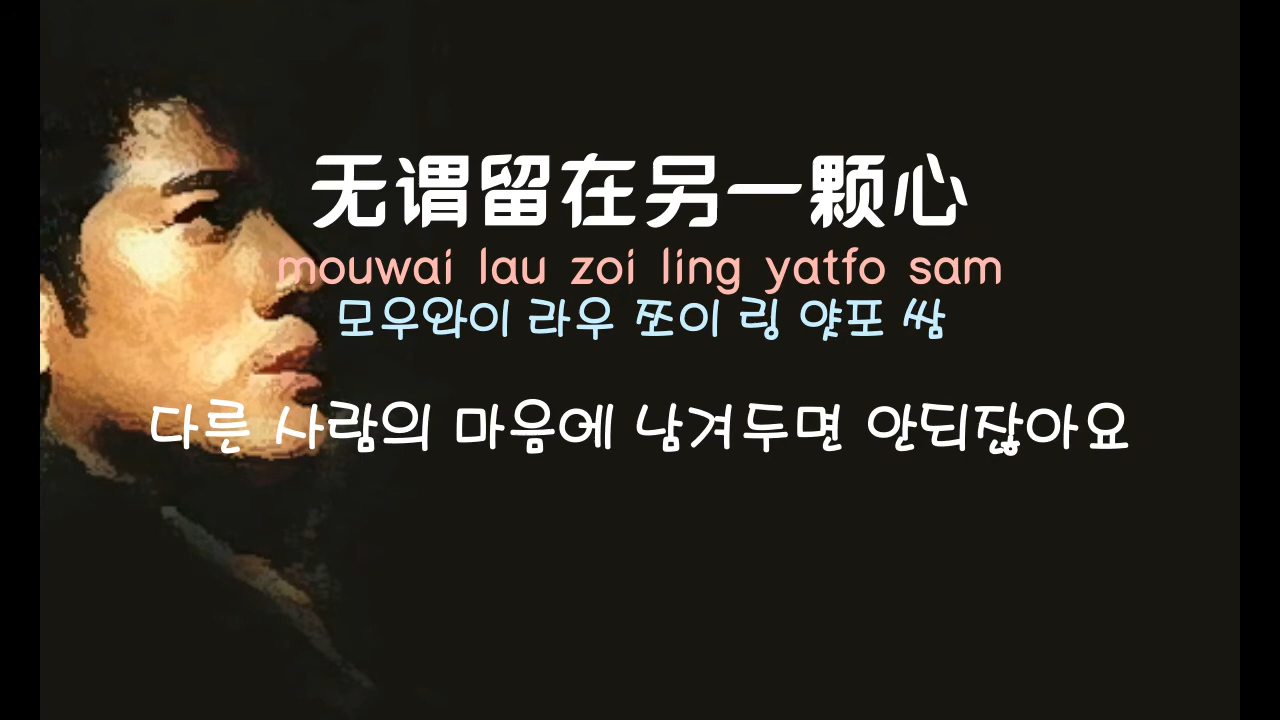 无谓留在另一颗心
mouwai lau zoi ling yatfo sam
모우와이 라우 쪼이 링 얏포 쌈
다른 사람의 마음에 남겨두면 안되잖아요